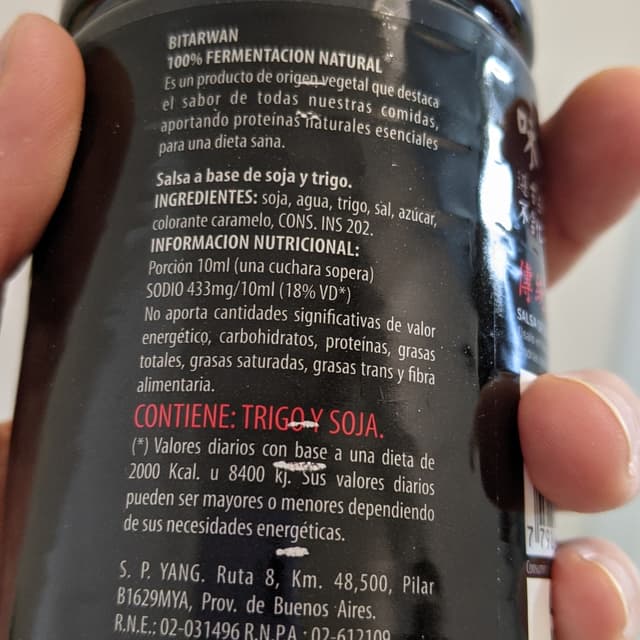 BITARWAN
100% FERMENTACION NATURAL
Es un producto de origen vegetal que destaca
el sabor de todas nuestras comidas,
aportando proteínas naturales esenciales
para una dieta sana.
Salsa a base de soja y trigo.
INGREDIENTES: soja, agua, trigo, sal, azúcar,
colorante caramelo, CONS. INS 202.
INFORMACION NUTRICIONAL:
Porción 10ml (una cuchara sopera)
SODIO 433mg/10ml (18% VD*)
No aporta cantidades significativas de valor
energético, carbohidratos, proteínas, grasas
totales, grasas saturadas, grasas trans y fibra
alimentaria.
CONTIENE: TRIGO Y SOJA.
(*) Valores diarios con base a una dieta de
2000 Kcal. u 8400 kJ. Sus valores diarios
pueden ser mayores o menores dependiendo
de sus necesidades energéticas.
S. P. YANG. Ruta 8, Km. 48,500, Pilar
B1629MYA, Prov. de Buenos Aires.
R.N.E.: 02-031496 R.N.P.A.: 02-612109
味
傳
SALSA